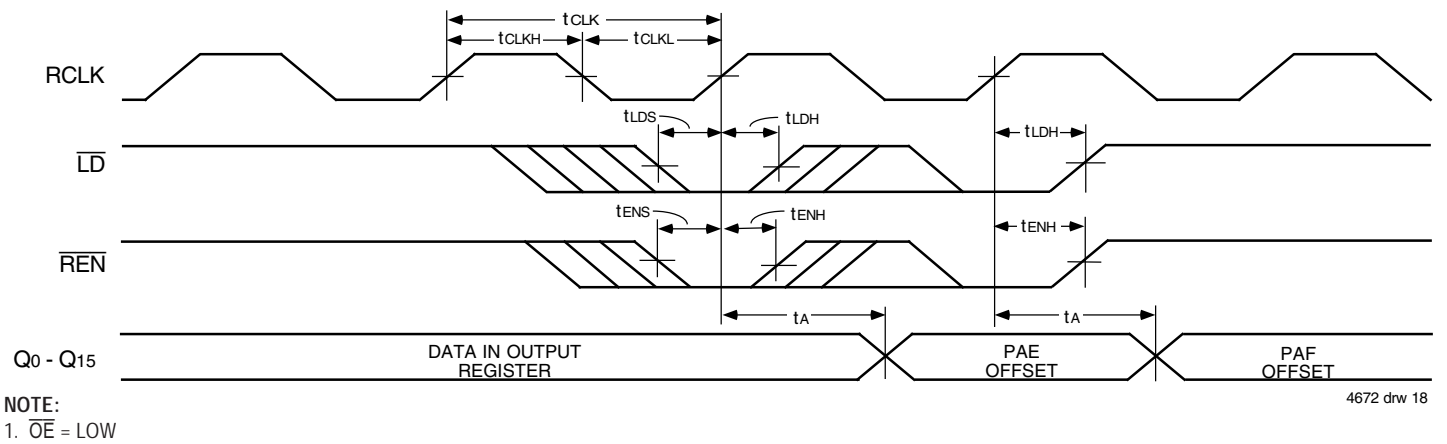 tCLK
tCLKH tCLKL
RCLK
tLDS tLDH tLDH
LD
tENS tENH tENH
REN
tA tA
Q0 - Q15 DATA IN OUTPUT REGISTER PAE OFFSET PAF OFFSET
4672 drw 18
NOTE:
1. OE = LOW